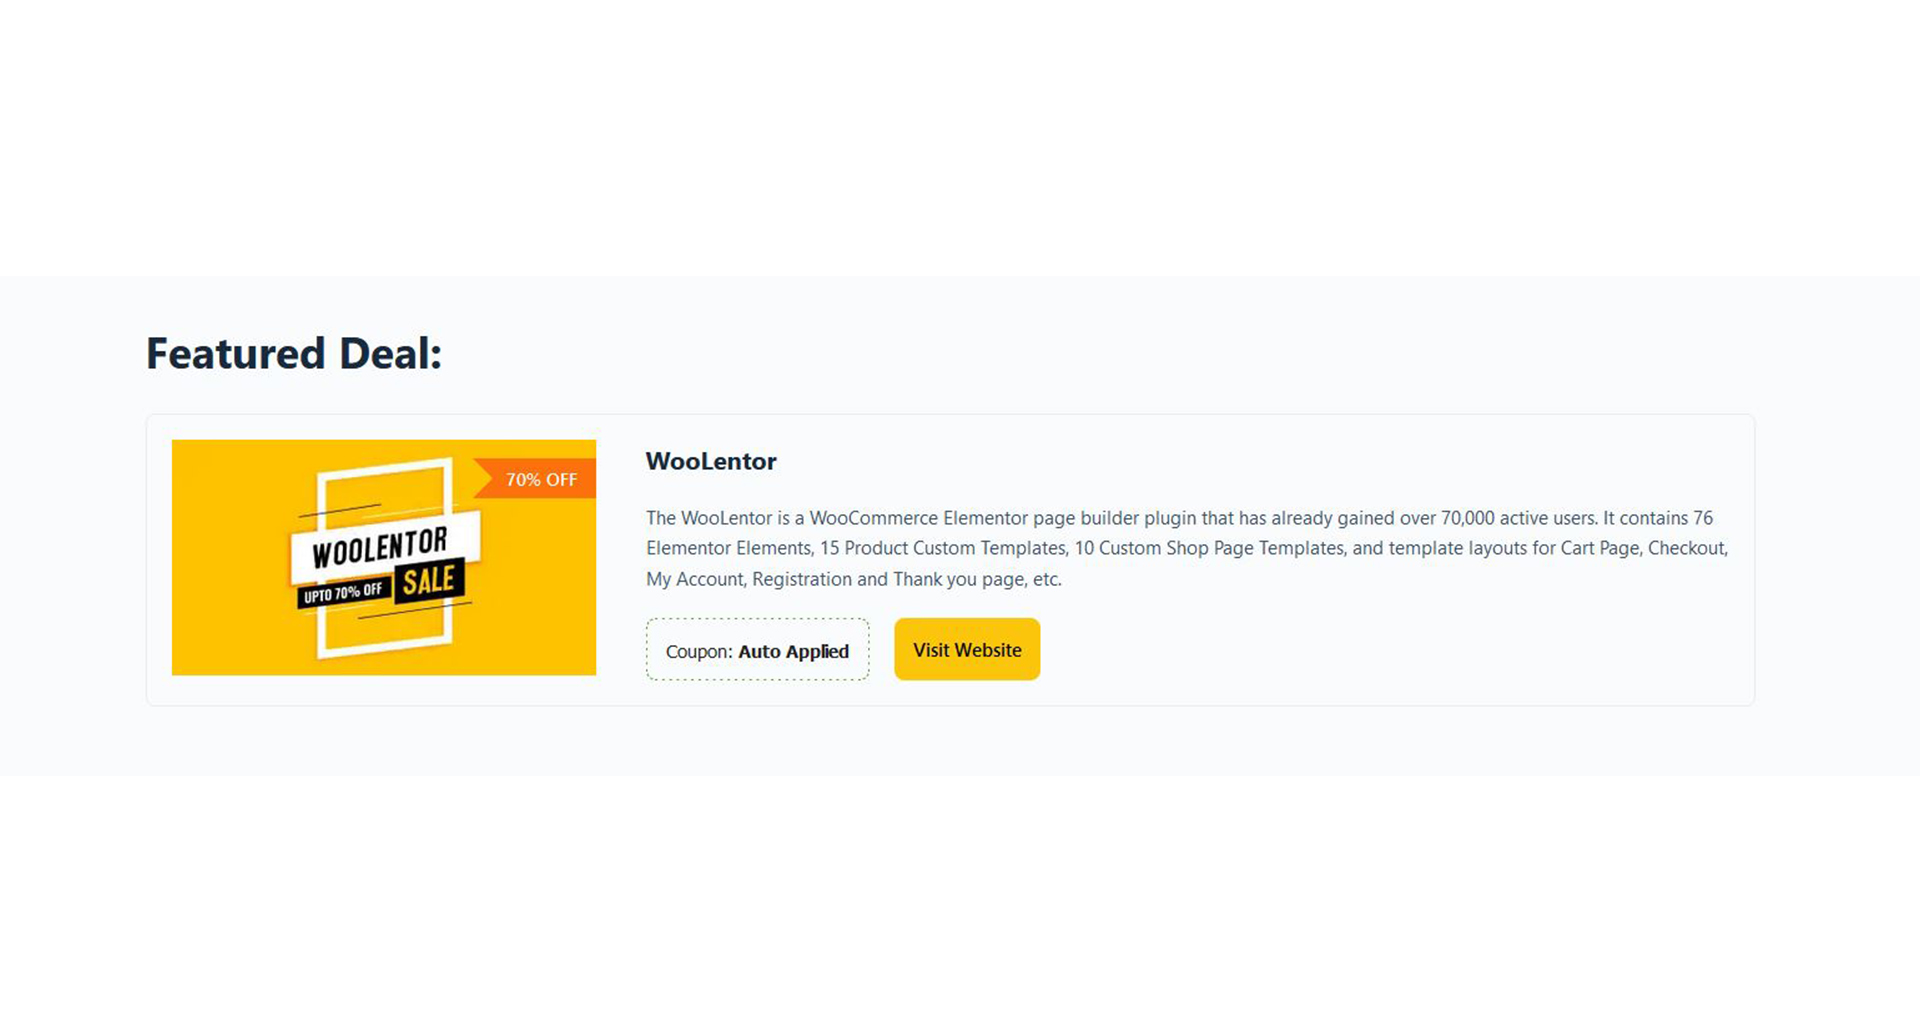 Featured Deal:
70% OFF
WOOLENTOR
UPTO 70% OFF SALE
WooLentor
The WooLentor is a WooCommerce Elementor page builder plugin that has already gained over 70,000 active users. It contains 76
Elementor Elements, 15 Product Custom Templates, 10 Custom Shop Page Templates, and template layouts for Cart Page, Checkout,
My Account, Registration and Thank you page, etc.
Coupon: Auto Applied
Visit Website